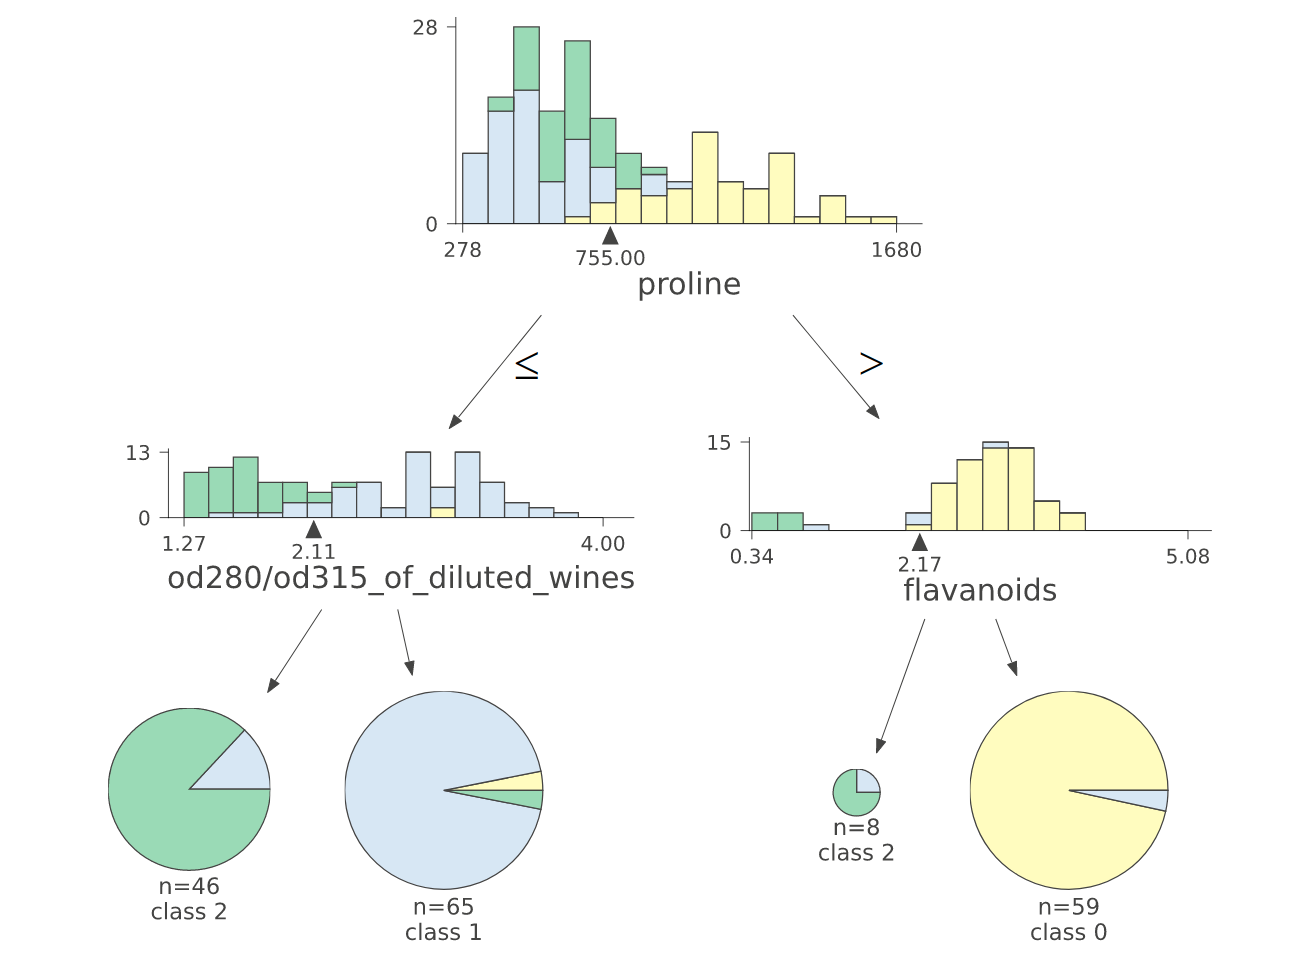 28
0
278
755.00
1680
proline
≤
>
13
0
1.27
2.11
4.00
od280/od315_of_diluted_wines
15
0
0.34
2.17
5.08
flavanoids
n=46
class 2
n=65
class 1
n=8
class 2
n=59
class 0